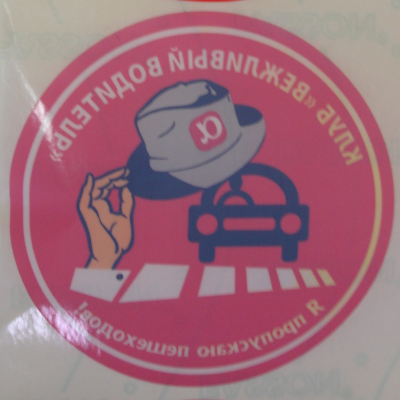 КЛУБ «ВЕЖЛИВЫЙ ВОДИТЕЛЬ»
Я пропускаю пешеходов!